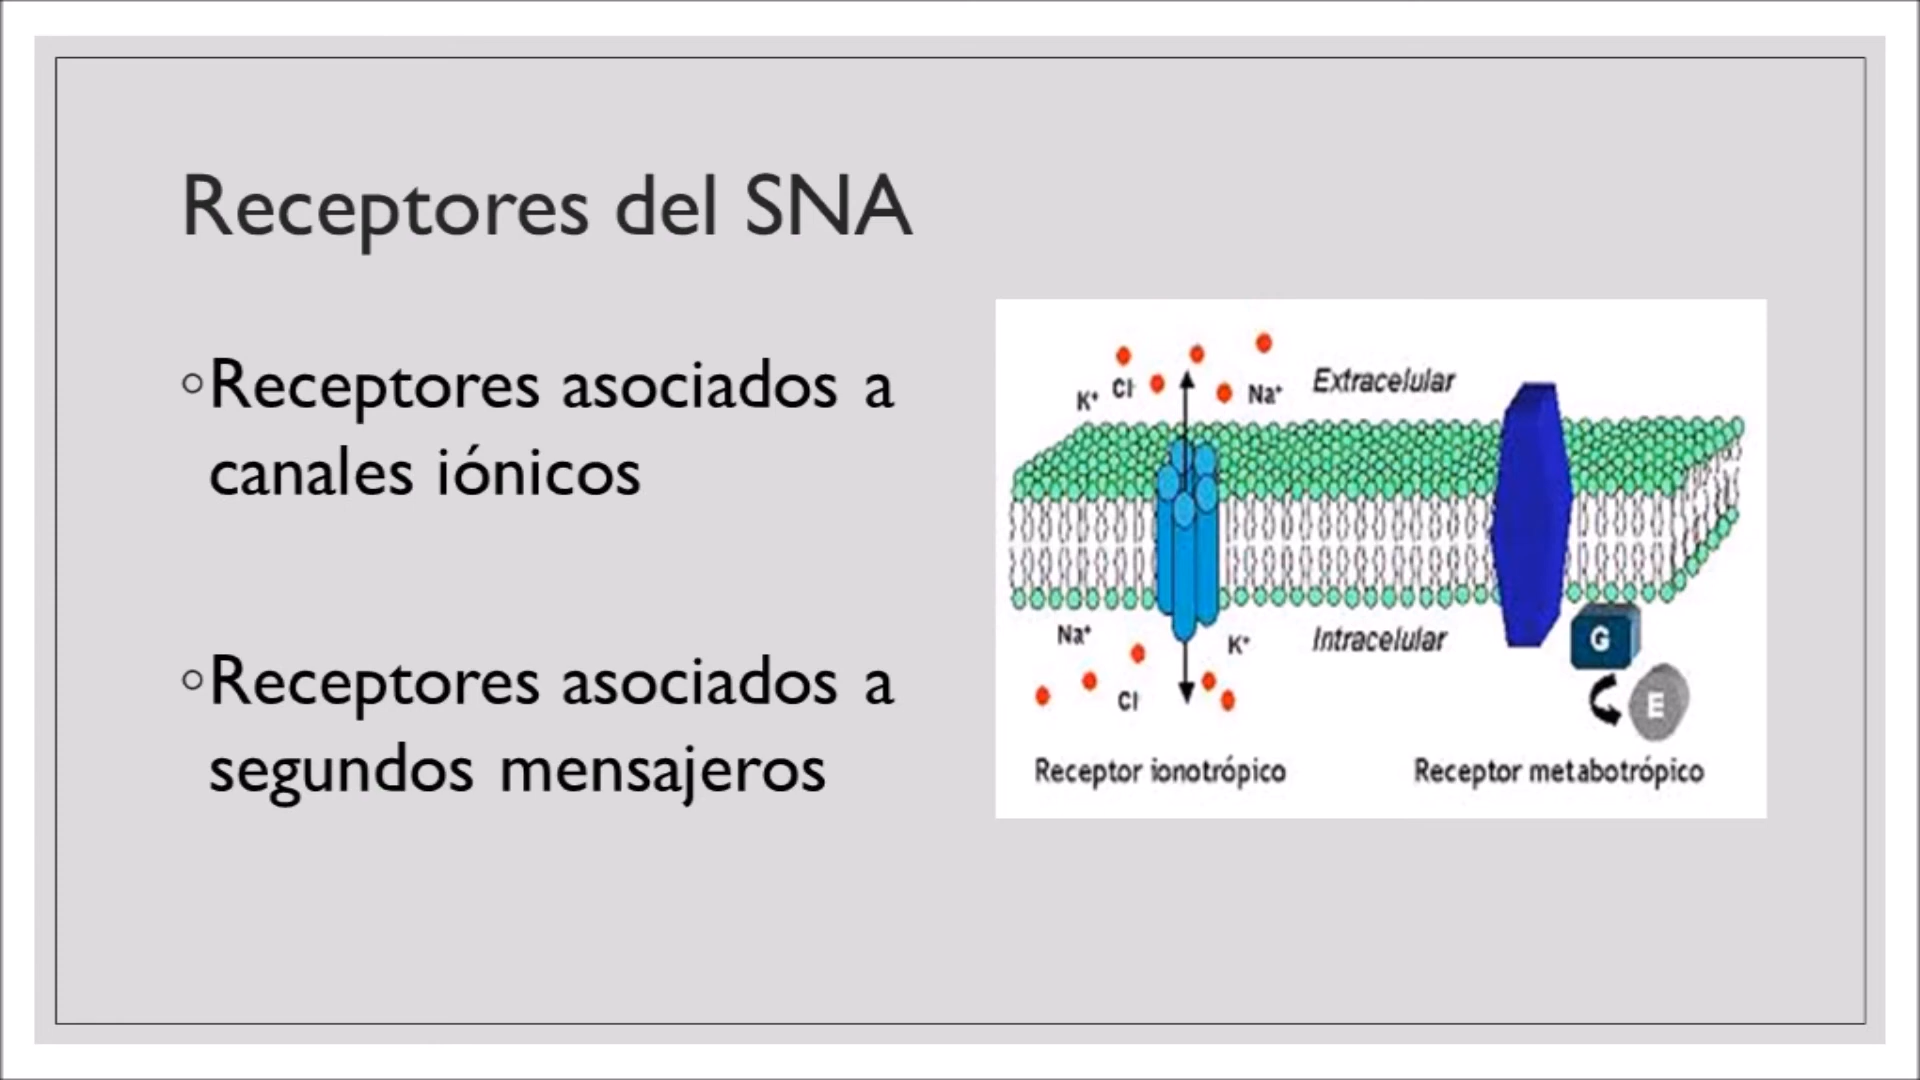 Receptores del SNA
◦Receptores asociados a
canales iónicos
◦Receptores asociados a
segundos mensajeros
K⁺ Cl⁻ Na⁺ Extracelular
Na⁺ K⁺ Intracelular
Cl⁻
G
E
Receptor ionotrópico Receptor metabotrópico